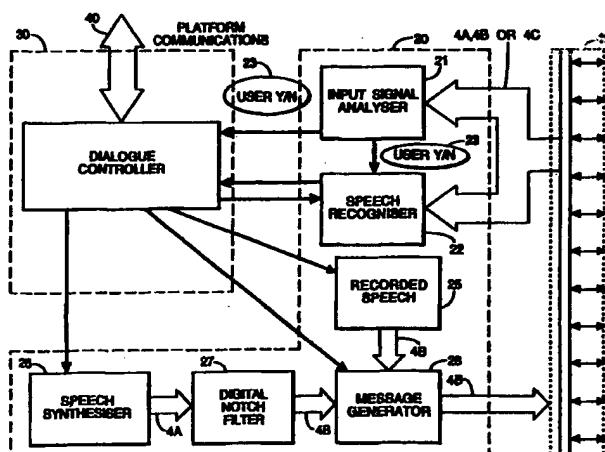 40
PLATFORM
COMMUNICATIONS
30
20
4A,4B OR 4C
23
21
USER Y/N
INPUT SIGNAL
ANALYSER
23
USER Y/N
DIALOGUE
CONTROLLER
SPEECH
RECOGNISER
22
RECORDED
SPEECH
25
4B
27
28
4B
SPEECH
SYNTHESISER
4A
DIGITAL
NOTCH
FILTER
4B
MESSAGE
GENERATOR